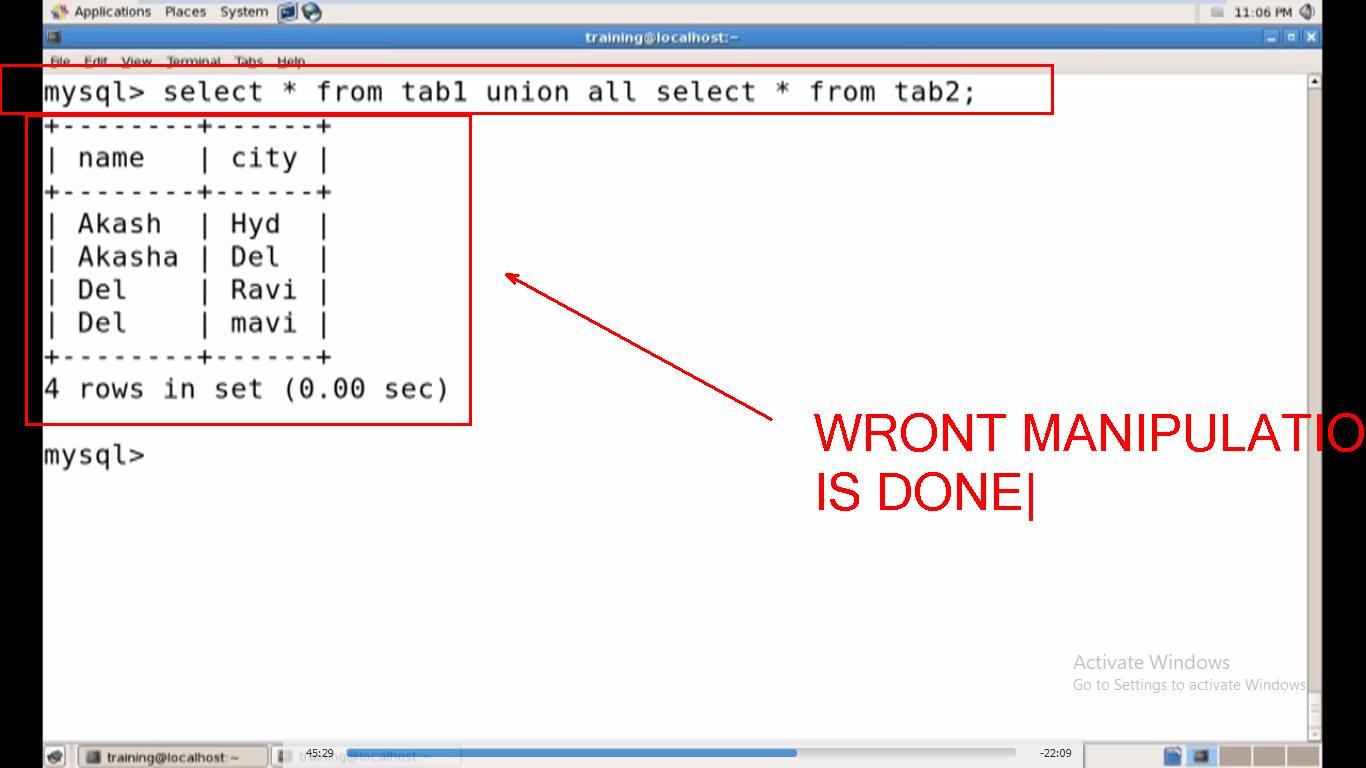 Applications Places System 11:06 PM
training@localhost:~
File Edit View Terminal Tabs Help
mysql> select * from tab1 union all select * from tab2;
+--------+------+
| name   | city |
+--------+------+
| Akash  | Hyd  |
| Akasha | Del  |
| Del    | Ravi |
| Del    | mavi |
+--------+------+
4 rows in set (0.00 sec)
WRONT MANIPULATIO
mysql>
IS DONE|
Activate Windows
Go to Settings to activate Windows
training@localhost:~ training@localhost:~ 45:29 -22:09